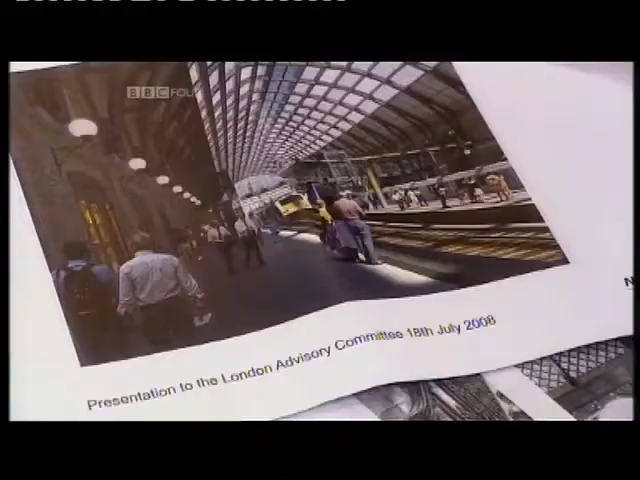 BBC FOUR
Presentation to the London Advisory Committee 18th July 2008
N